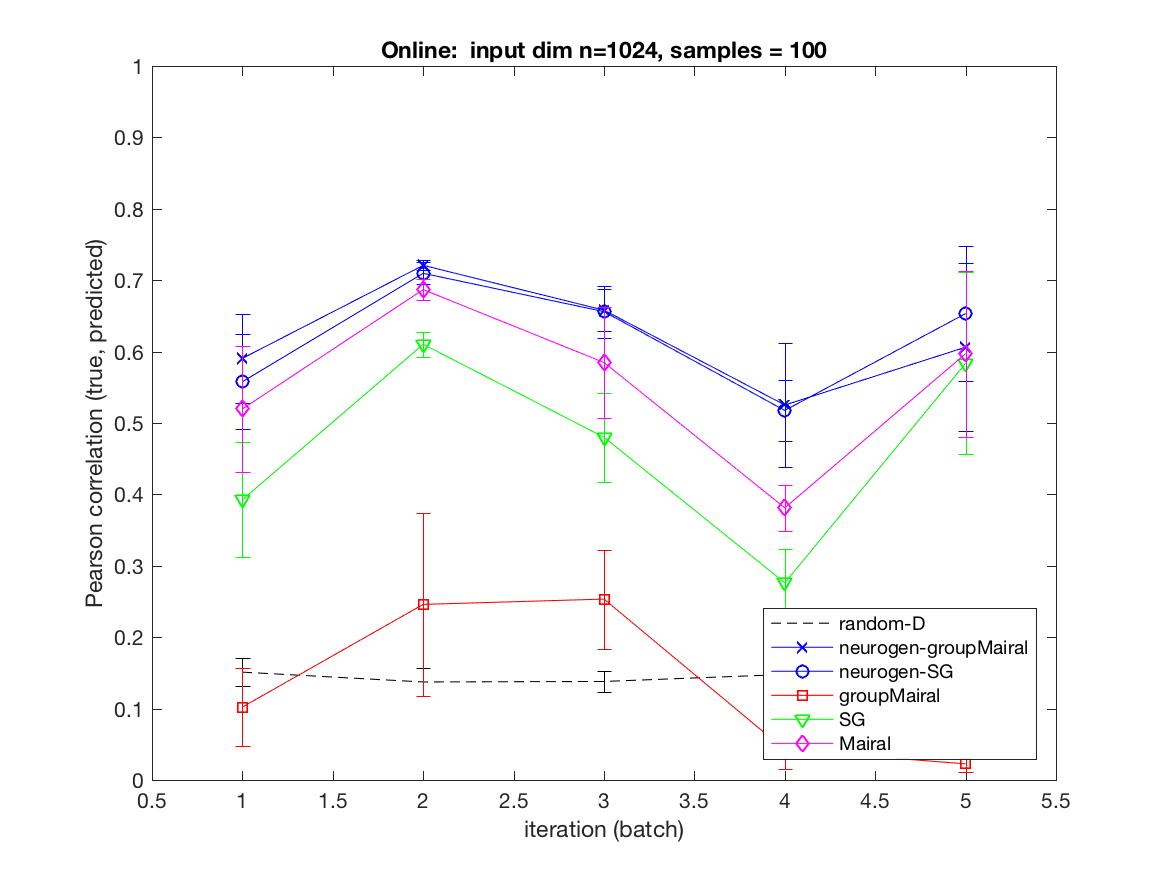 Online:  input dim n=1024, samples = 100
Pearson correlation (true, predicted)
1
0.9
0.8
0.7
0.6
0.5
0.4
0.3
0.2
0.1
0
random-D
neurogen-groupMairal
neurogen-SG
groupMairal
SG
Mairal
0.5 1 1.5 2 2.5 3 3.5 4 4.5 5 5.5
iteration (batch)